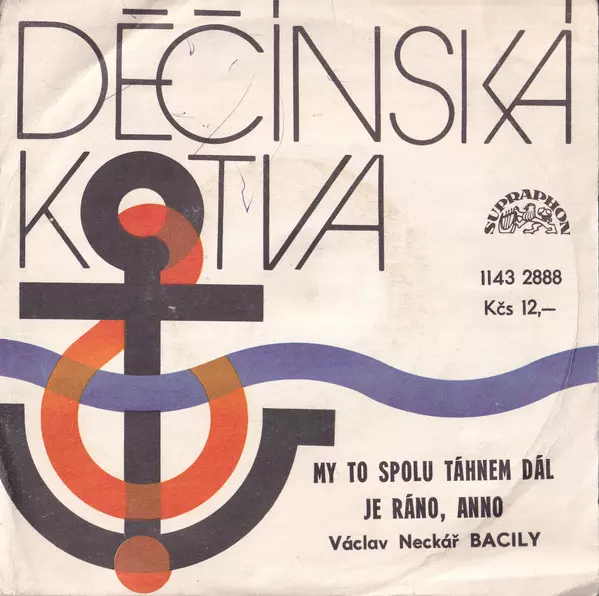 DĚČÍNSKÁ
KOTVA
SUPRAPHON
1143 2888
Kčs 12,—
MY TO SPOLU TÁHNEM DÁL
JE RÁNO, ANNO
Václav Neckář BACILY